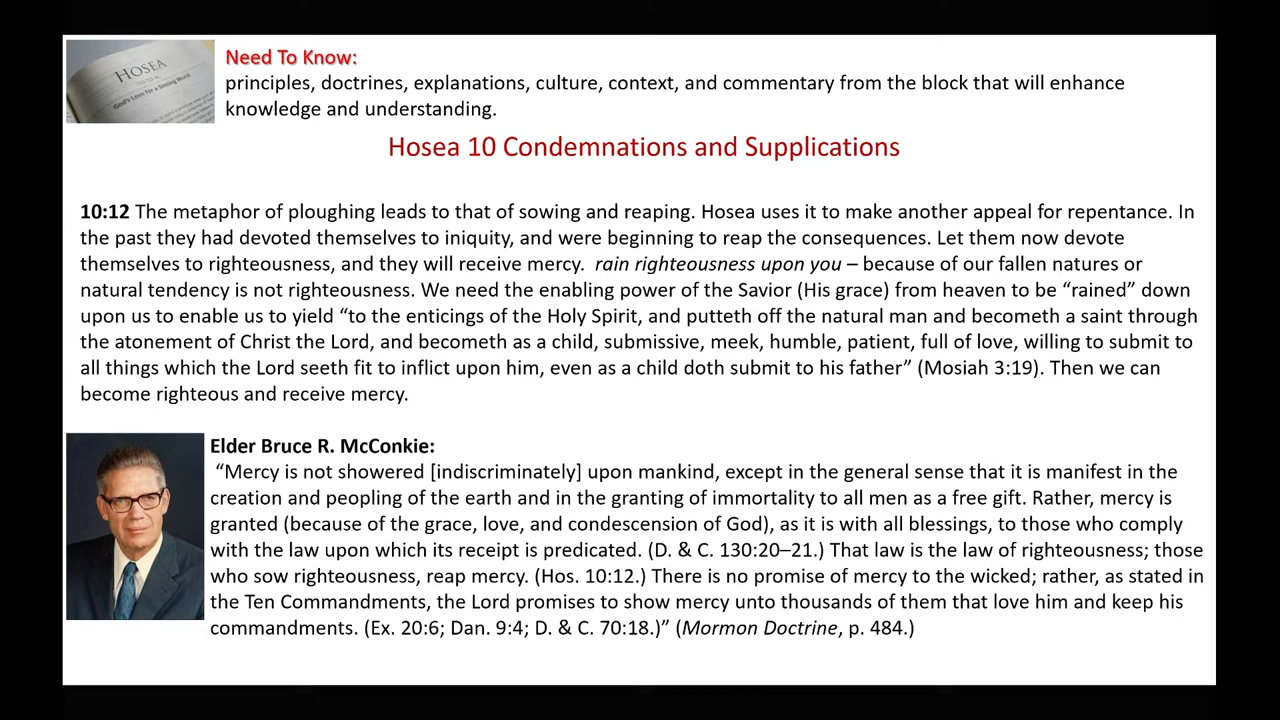 HOSEA
God's Love for a Sinning World
Need To Know:
principles, doctrines, explanations, culture, context, and commentary from the block that will enhance
knowledge and understanding.
Hosea 10 Condemnations and Supplications
10:12 The metaphor of ploughing leads to that of sowing and reaping. Hosea uses it to make another appeal for repentance. In
the past they had devoted themselves to iniquity, and were beginning to reap the consequences. Let them now devote
themselves to righteousness, and they will receive mercy. rain righteousness upon you – because of our fallen natures or
natural tendency is not righteousness. We need the enabling power of the Savior (His grace) from heaven to be “rained” down
upon us to enable us to yield “to the enticings of the Holy Spirit, and putteth off the natural man and becometh a saint through
the atonement of Christ the Lord, and becometh as a child, submissive, meek, humble, patient, full of love, willing to submit to
all things which the Lord seeth fit to inflict upon him, even as a child doth submit to his father” (Mosiah 3:19). Then we can
become righteous and receive mercy.
Elder Bruce R. McConkie:
“Mercy is not showered [indiscriminately] upon mankind, except in the general sense that it is manifest in the
creation and peopling of the earth and in the granting of immortality to all men as a free gift. Rather, mercy is
granted (because of the grace, love, and condescension of God), as it is with all blessings, to those who comply
with the law upon which its receipt is predicated. (D. & C. 130:20–21.) That law is the law of righteousness; those
who sow righteousness, reap mercy. (Hos. 10:12.) There is no promise of mercy to the wicked; rather, as stated in
the Ten Commandments, the Lord promises to show mercy unto thousands of them that love him and keep his
commandments. (Ex. 20:6; Dan. 9:4; D. & C. 70:18.)” (Mormon Doctrine, p. 484.)